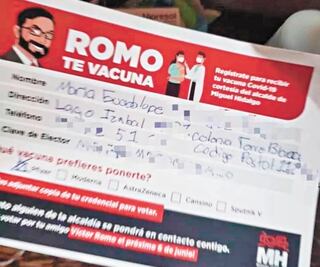 ROMO
TE VACUNA
Regístrate para recibir
tu vacuna Covid-19
cortesía del alcalde de
Miguel Hidalgo
Nombre María Guadalupe
Dirección Lago Colonia Torre
Teléfono 51 Código Postal
Clave de Elector
¿Qué vacuna prefieres ponerte?
Pfizer Moderna AstraZeneca Cansino Sputnik V
adjuntar copia de tu credencial para votar.
alguien de la alcaldía se pondrá en contacto contigo.
votar por tu amigo Víctor Romo el próximo 6 de junio!
MH